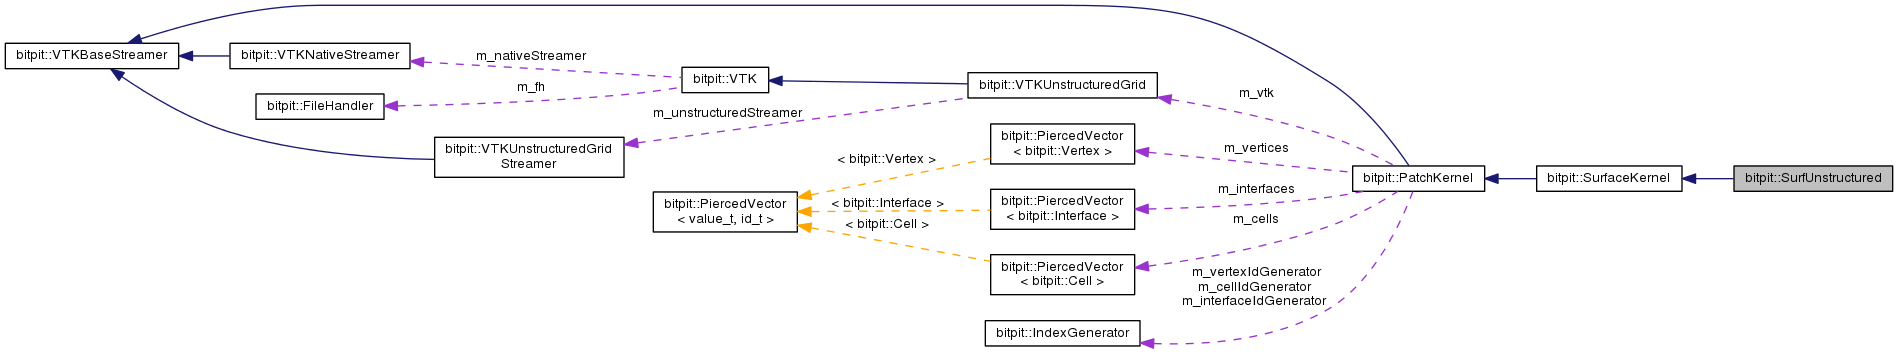 bitpit::VTKBaseStreamer
bitpit::VTKNativeStreamer
m_nativeStreamer
bitpit::VTK
m_fh
bitpit::FileHandler
bitpit::VTKUnstructuredGrid
m_unstructuredStreamer
bitpit::VTKUnstructuredGrid
Streamer
m_vtk
bitpit::PiercedVector
< bitpit::Vertex >
m_vertices
< bitpit::Vertex >
bitpit::PiercedVector
< value_t, id_t >
< bitpit::Interface >
< bitpit::Cell >
bitpit::PiercedVector
< bitpit::Interface >
m_interfaces
m_cells
bitpit::PiercedVector
< bitpit::Cell >
m_vertexIdGenerator
m_cellIdGenerator
m_interfaceIdGenerator
bitpit::IndexGenerator
bitpit::PatchKernel
bitpit::SurfaceKernel
bitpit::SurfUnstructured